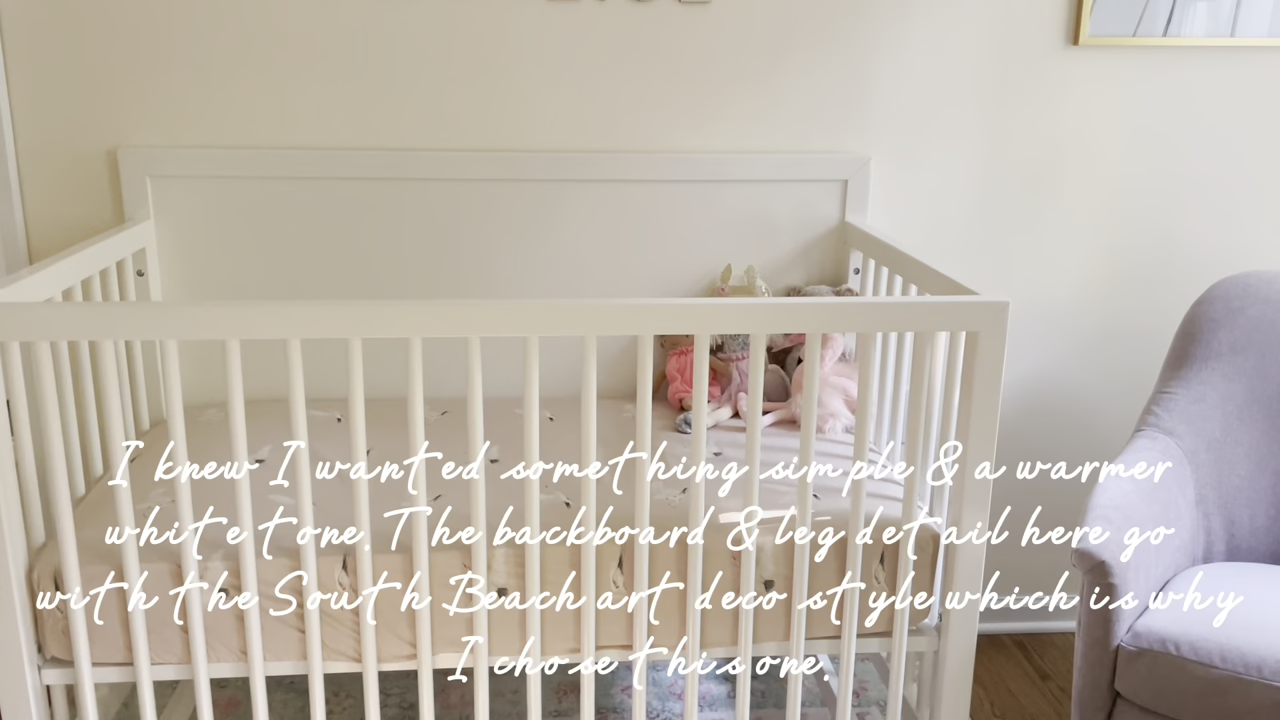 I knew I wanted something simple & a warmer
white tone. The backboard & leg detail here go
with the South Beach art deco style which is why
I chose this one.